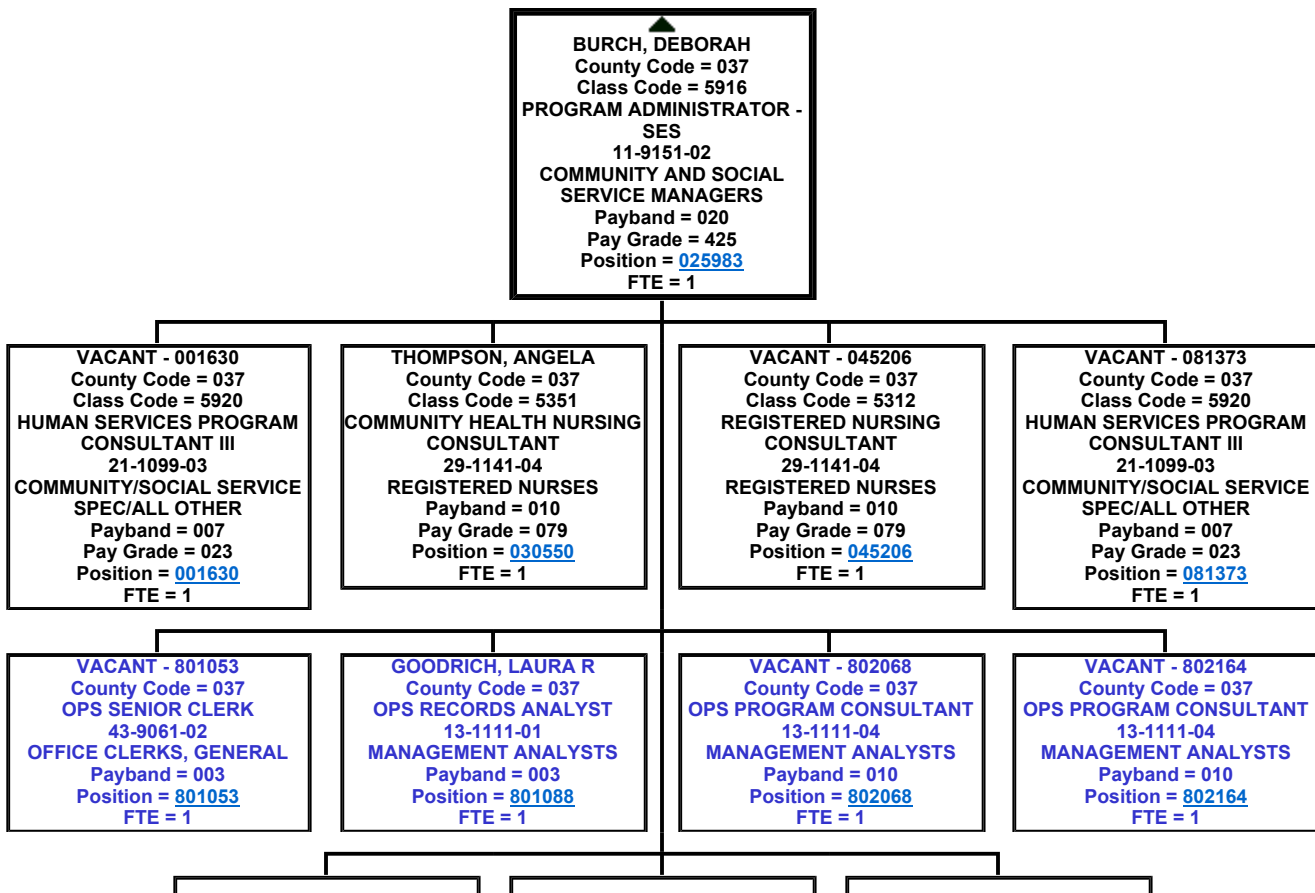 BURCH, DEBORAH
County Code = 037
Class Code = 5916
PROGRAM ADMINISTRATOR -
SES
11-9151-02
COMMUNITY AND SOCIAL
SERVICE MANAGERS
Payband = 020
Pay Grade = 425
Position = 025983
FTE = 1
VACANT - 001630
County Code = 037
Class Code = 5920
HUMAN SERVICES PROGRAM
CONSULTANT III
21-1099-03
COMMUNITY/SOCIAL SERVICE
SPEC/ALL OTHER
Payband = 007
Pay Grade = 023
Position = 001630
FTE = 1
THOMPSON, ANGELA
County Code = 037
Class Code = 5351
COMMUNITY HEALTH NURSING
CONSULTANT
29-1141-04
REGISTERED NURSES
Payband = 010
Pay Grade = 079
Position = 030550
FTE = 1
VACANT - 045206
County Code = 037
Class Code = 5312
REGISTERED NURSING
CONSULTANT
29-1141-04
REGISTERED NURSES
Payband = 010
Pay Grade = 079
Position = 045206
FTE = 1
VACANT - 081373
County Code = 037
Class Code = 5920
HUMAN SERVICES PROGRAM
CONSULTANT III
21-1099-03
COMMUNITY/SOCIAL SERVICE
SPEC/ALL OTHER
Payband = 007
Pay Grade = 023
Position = 081373
FTE = 1
VACANT - 801053
County Code = 037
OPS SENIOR CLERK
43-9061-02
OFFICE CLERKS, GENERAL
Payband = 003
Position = 801053
FTE = 1
GOODRICH, LAURA R
County Code = 037
OPS RECORDS ANALYST
13-1111-01
MANAGEMENT ANALYSTS
Payband = 003
Position = 801088
FTE = 1
VACANT - 802068
County Code = 037
OPS PROGRAM CONSULTANT
13-1111-04
MANAGEMENT ANALYSTS
Payband = 010
Position = 802068
FTE = 1
VACANT - 802164
County Code = 037
OPS PROGRAM CONSULTANT
13-1111-04
MANAGEMENT ANALYSTS
Payband = 010
Position = 802164
FTE = 1